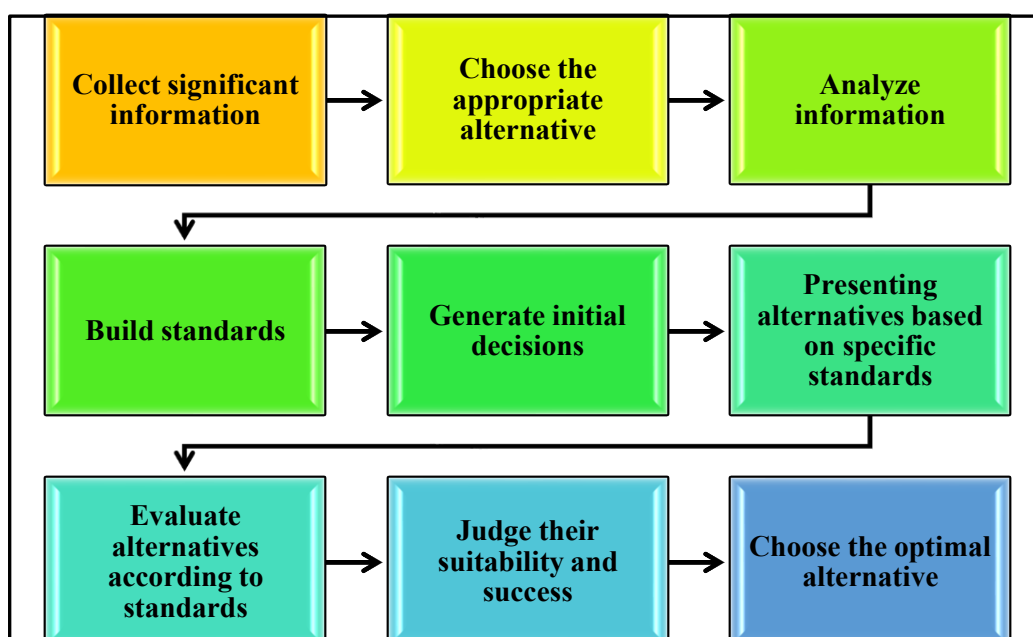 Collect significant
information
Choose the
appropriate
alternative
Analyze
information
Build standards
Generate initial
decisions
Presenting
alternatives based
on specific
standards
Evaluate
alternatives
according to
standards
Judge their
suitability and
success
Choose the optimal
alternative